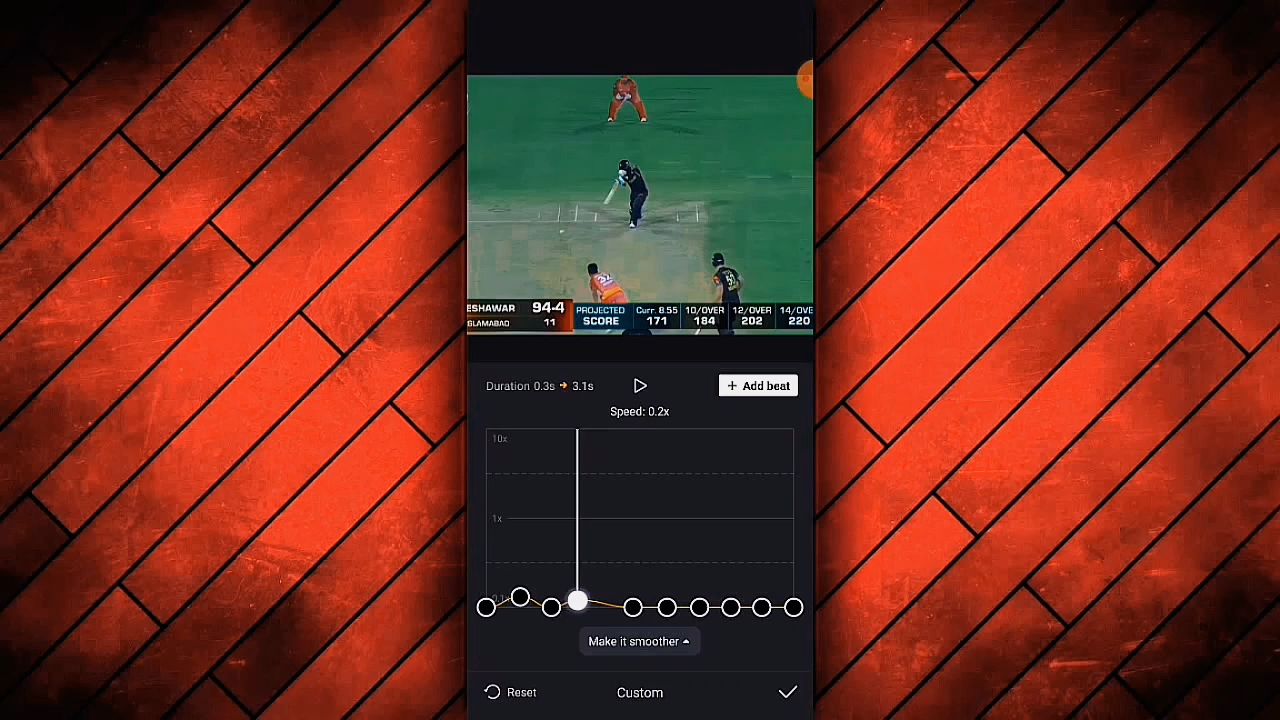 ESHAWAR 94-4
GLAMABAD 11
PROJECTED SCORE
Curr. 8.55 171
10/OVER 184
12/OVER 202
14/OVE 220
Duration 0.3s → 3.1s
+ Add beat
Speed: 0.2x
10x
1x
Make it smoother
Reset
Custom